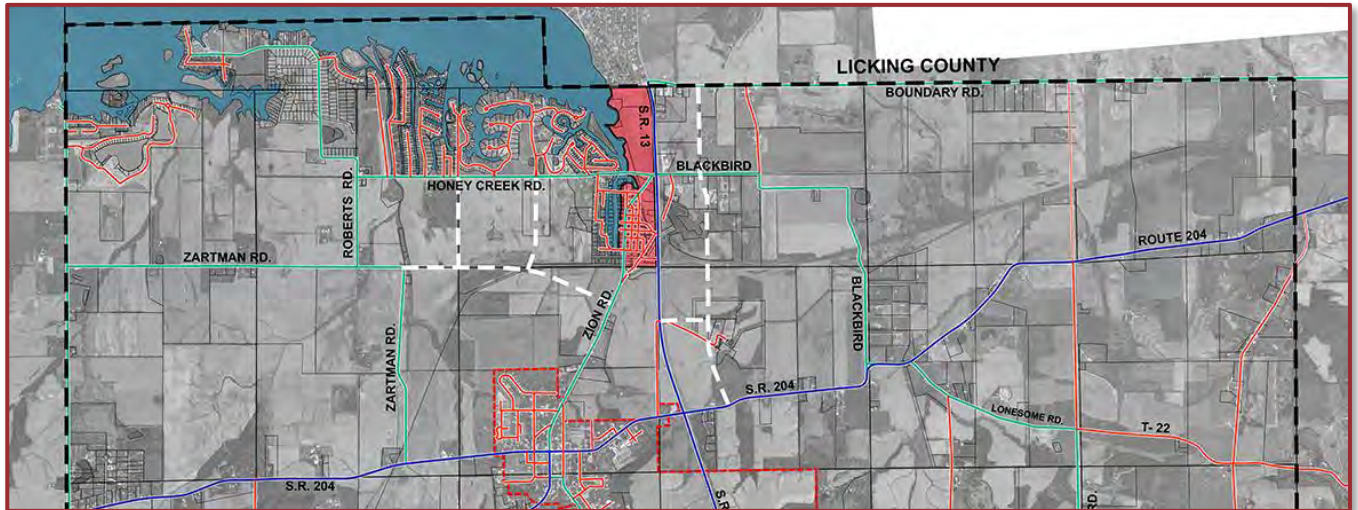 LICKING COUNTY
BOUNDARY RD.
S.R. 13
BLACKBIRD
HONEY CREEK RD.
ROBERTS RD.
ZARTMAN RD.
ROUTE 204
ZION RD.
BLACKBIRD
ZARTMAN RD.
S.R. 204
LONESOME RD.
T- 22
S.R. 204
S.R
RD.